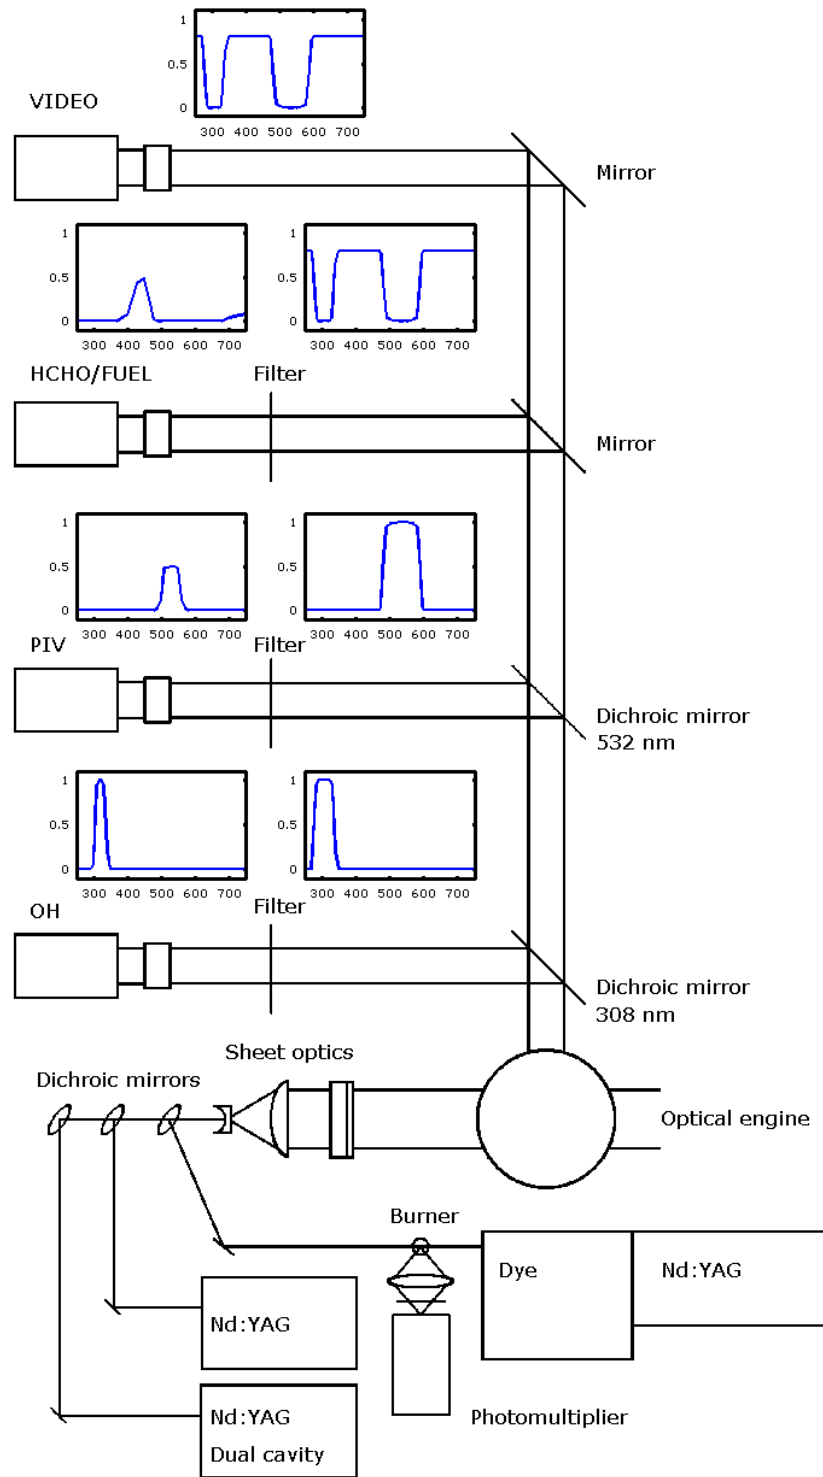 1
0.5
0
300 400 500 600 700
VIDEO
Mirror
1
0.5
0
300 400 500 600 700
1
0.5
0
300 400 500 600 700
HCHO/FUEL
Filter
Mirror
1
0.5
0
300 400 500 600 700
1
0.5
0
300 400 500 600 700
PIV
Filter
Dichroic mirror
532 nm
1
0.5
0
300 400 500 600 700
1
0.5
0
300 400 500 600 700
OH
Filter
Dichroic mirror
308 nm
Sheet optics
Dichroic mirrors
Optical engine
Burner
Dye
Nd:YAG
Nd:YAG
Nd:YAG
Dual cavity
Photomultiplier